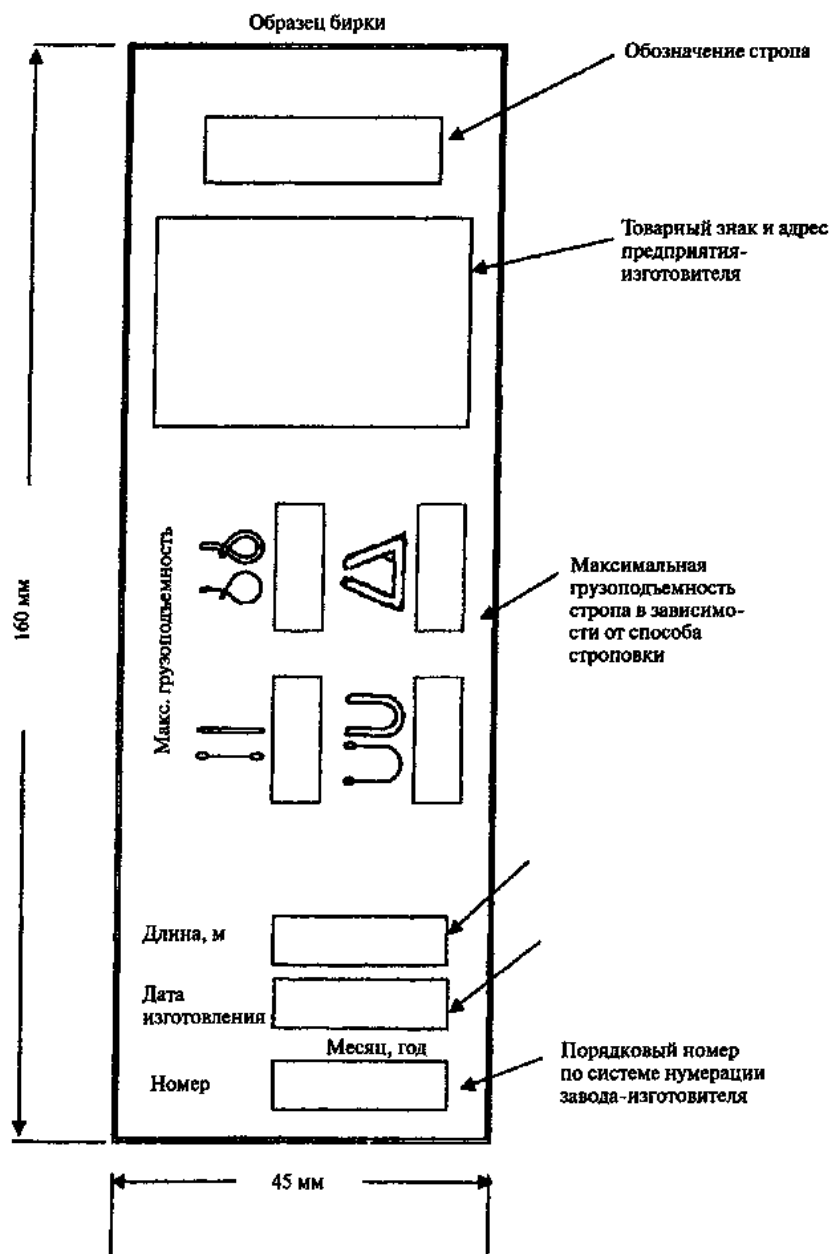 Образец бирки
Обозначение стропа
Товарный знак и адрес
предприятия-
изготовителя
160 мм
Макс. грузоподъемность
Максимальная
грузоподъемность
стропа в зависимо-
сти от способа
строповки
Длина, м
Дата
изготовления
Месяц, год
Номер
Порядковый номер
по системе нумерации
завода-изготовителя
45 мм